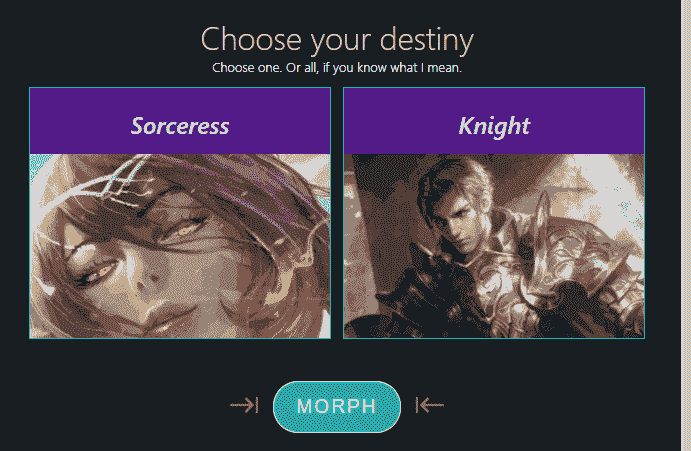 Choose your destiny
Choose one. Or all, if you know what I mean.
Sorceress
Knight
MORPH